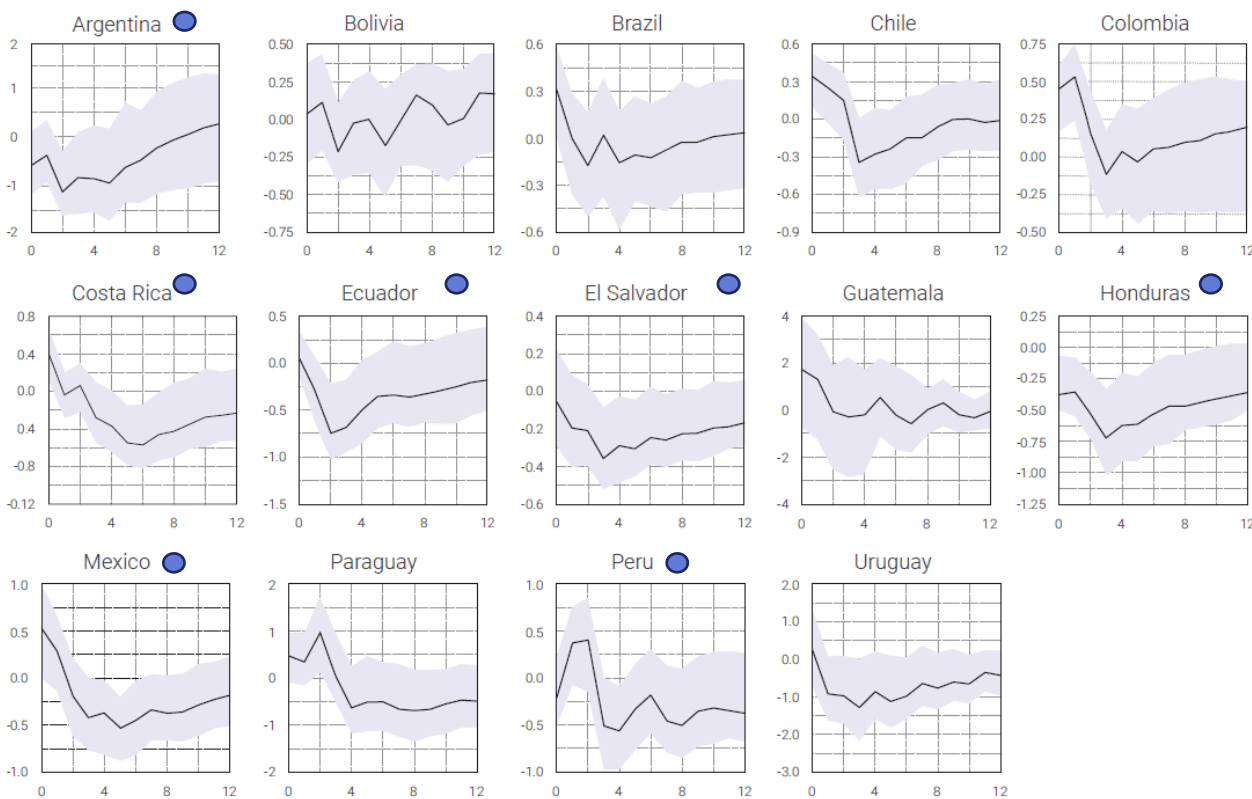 Argentina
2
1
0
-1
-2
0 4 8 12
Bolivia
0.50
0.25
0.00
-0.25
-0.50
-0.75
0 4 8 12
Brazil
0.6
0.3
0.0
-0.3
-0.6
0 4 8 12
Chile
0.6
0.3
0.0
-0.3
-0.6
-0.9
0 4 8 12
Colombia
0.75
0.50
0.25
0.00
-0.25
-0.50
0 4 8 12
Costa Rica
0.8
0.4
0.0
0.4
-0.8
-0.12
0 4 8 12
Ecuador
0.5
0.0
-0.5
-1.0
-1.5
0 4 8 12
El Salvador
0.4
0.2
0.0
-0.2
-0.4
-0.6
0 4 8 12
Guatemala
4
2
0
-2
-4
0 4 8 12
Honduras
0.25
0.00
-0.25
-0.50
-0.75
-1.00
-1.25
0 4 8 12
Mexico
1.0
0.5
0.0
-0.5
-1.0
0 4 8 12
Paraguay
2
1
0
-1
-2
0 4 8 12
Peru
1.0
0.5
0.0
-0.5
-1.0
0 4 8 12
Uruguay
2.0
1.0
0.0
-1.0
-2.0
-3.0
0 4 8 12